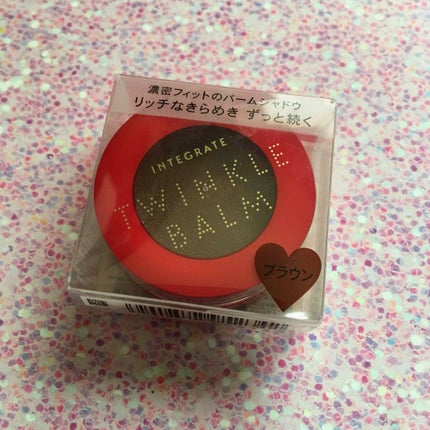 濃密フィットのバームシャドウ
リッチなきらめき ずっと続く
INTEGRATE
TWINKLE
BALM
ブラウン